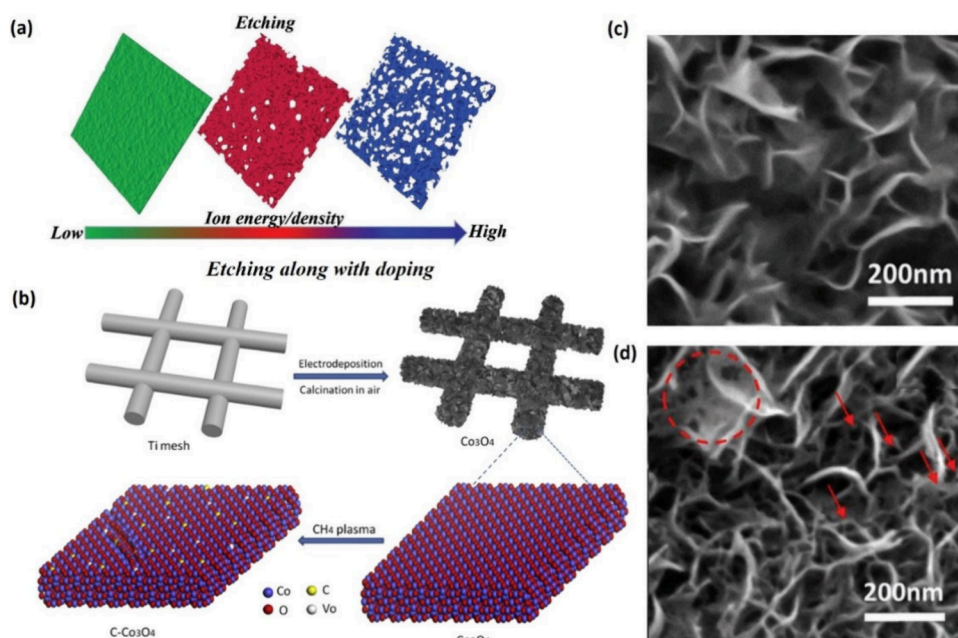 (a)
Etching
Ion energy/density
Low
High
Etching along with doping
(b)
Electrodeposition
Calcination in air
Ti mesh
Co3O4
CH4 plasma
Co
C
O
Vo
C-Co3O4
(c)
200nm
(d)
200nm